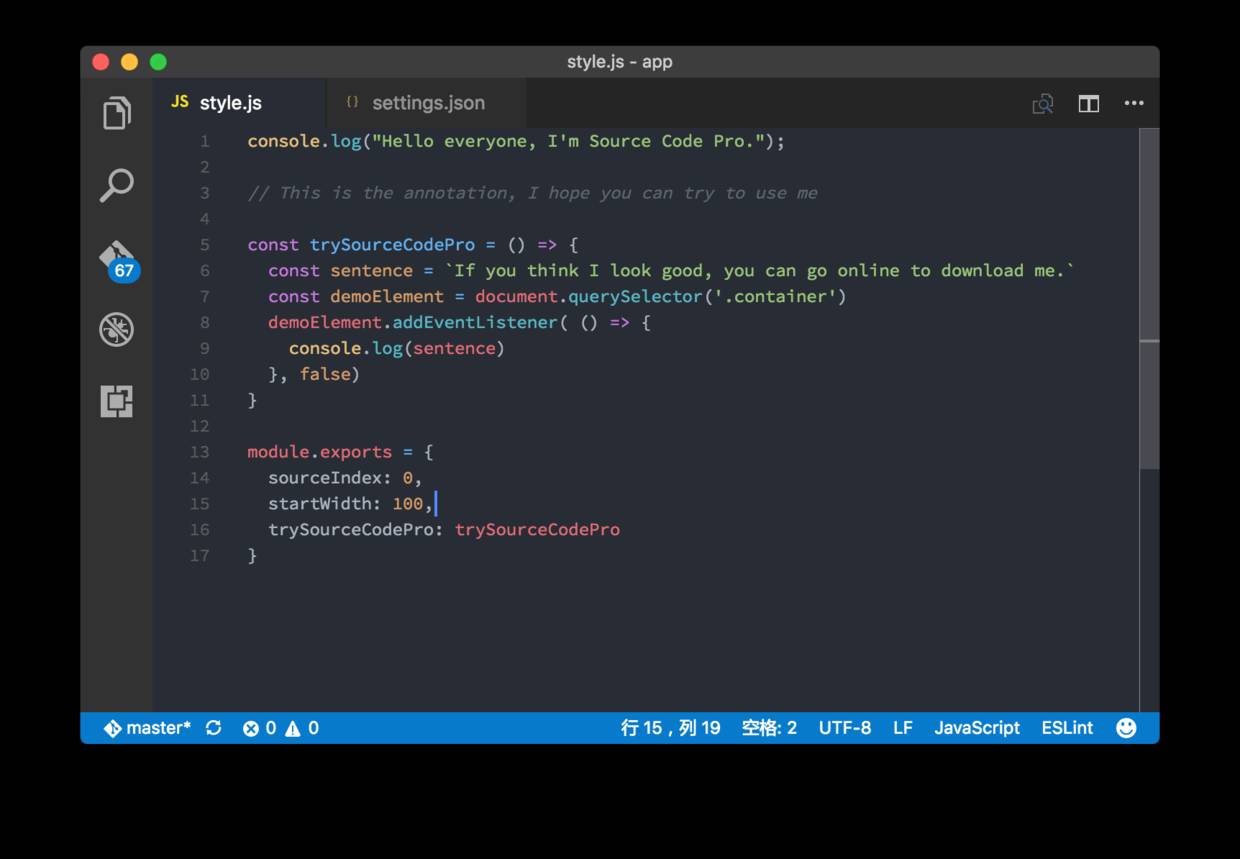 style.js - app
JS style.js {} settings.json
67
1 console.log("Hello everyone, I'm Source Code Pro.");
2
3 // This is the annotation, I hope you can try to use me
4
5 const trySourceCodePro = () => {
6   const sentence = `If you think I look good, you can go online to download me.`
7   const demoElement = document.querySelector('.container')
8   demoElement.addEventListener( () => {
9     console.log(sentence)
10   }, false)
11 }
12
13 module.exports = {
14   sourceIndex: 0,
15   startWidth: 100,
16   trySourceCodePro: trySourceCodePro
17 }
master* 0 0 行 15，列 19 空格: 2 UTF-8 LF JavaScript ESLint